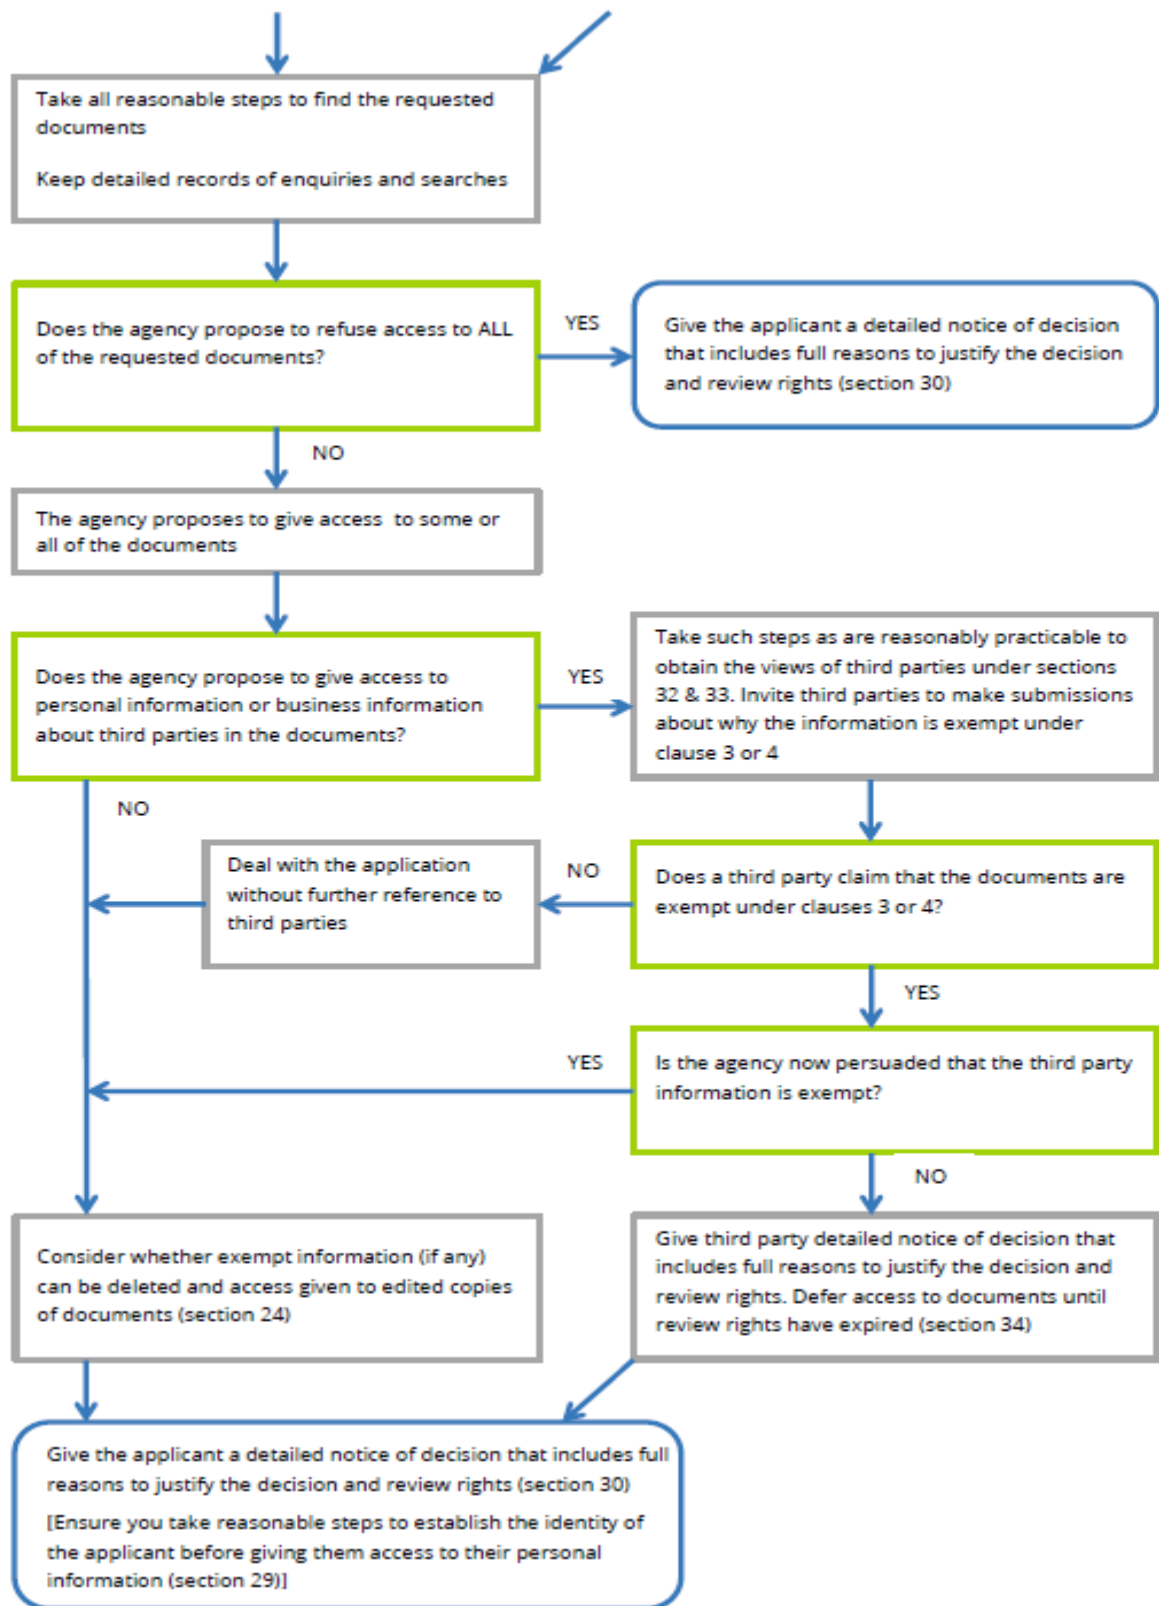 Take all reasonable steps to find the requested
documents
Keep detailed records of enquiries and searches
Does the agency propose to refuse access to ALL
of the requested documents?
YES
Give the applicant a detailed notice of decision
that includes full reasons to justify the decision
and review rights (section 30)
NO
The agency proposes to give access to some or
all of the documents
Does the agency propose to give access to
personal information or business information
about third parties in the documents?
YES
Take such steps as are reasonably practicable to
obtain the views of third parties under sections
32 & 33. Invite third parties to make submissions
about why the information is exempt under
clause 3 or 4
NO
Deal with the application
without further reference to
third parties
NO
Does a third party claim that the documents are
exempt under clauses 3 or 4?
YES
YES
Is the agency now persuaded that the third party
information is exempt?
NO
Consider whether exempt information (if any)
can be deleted and access given to edited copies
of documents (section 24)
Give third party detailed notice of decision that
includes full reasons to justify the decision and
review rights. Defer access to documents until
review rights have expired (section 34)
Give the applicant a detailed notice of decision that includes full
reasons to justify the decision and review rights (section 30)
[Ensure you take reasonable steps to establish the identity of
the applicant before giving them access to their personal
information (section 29)]